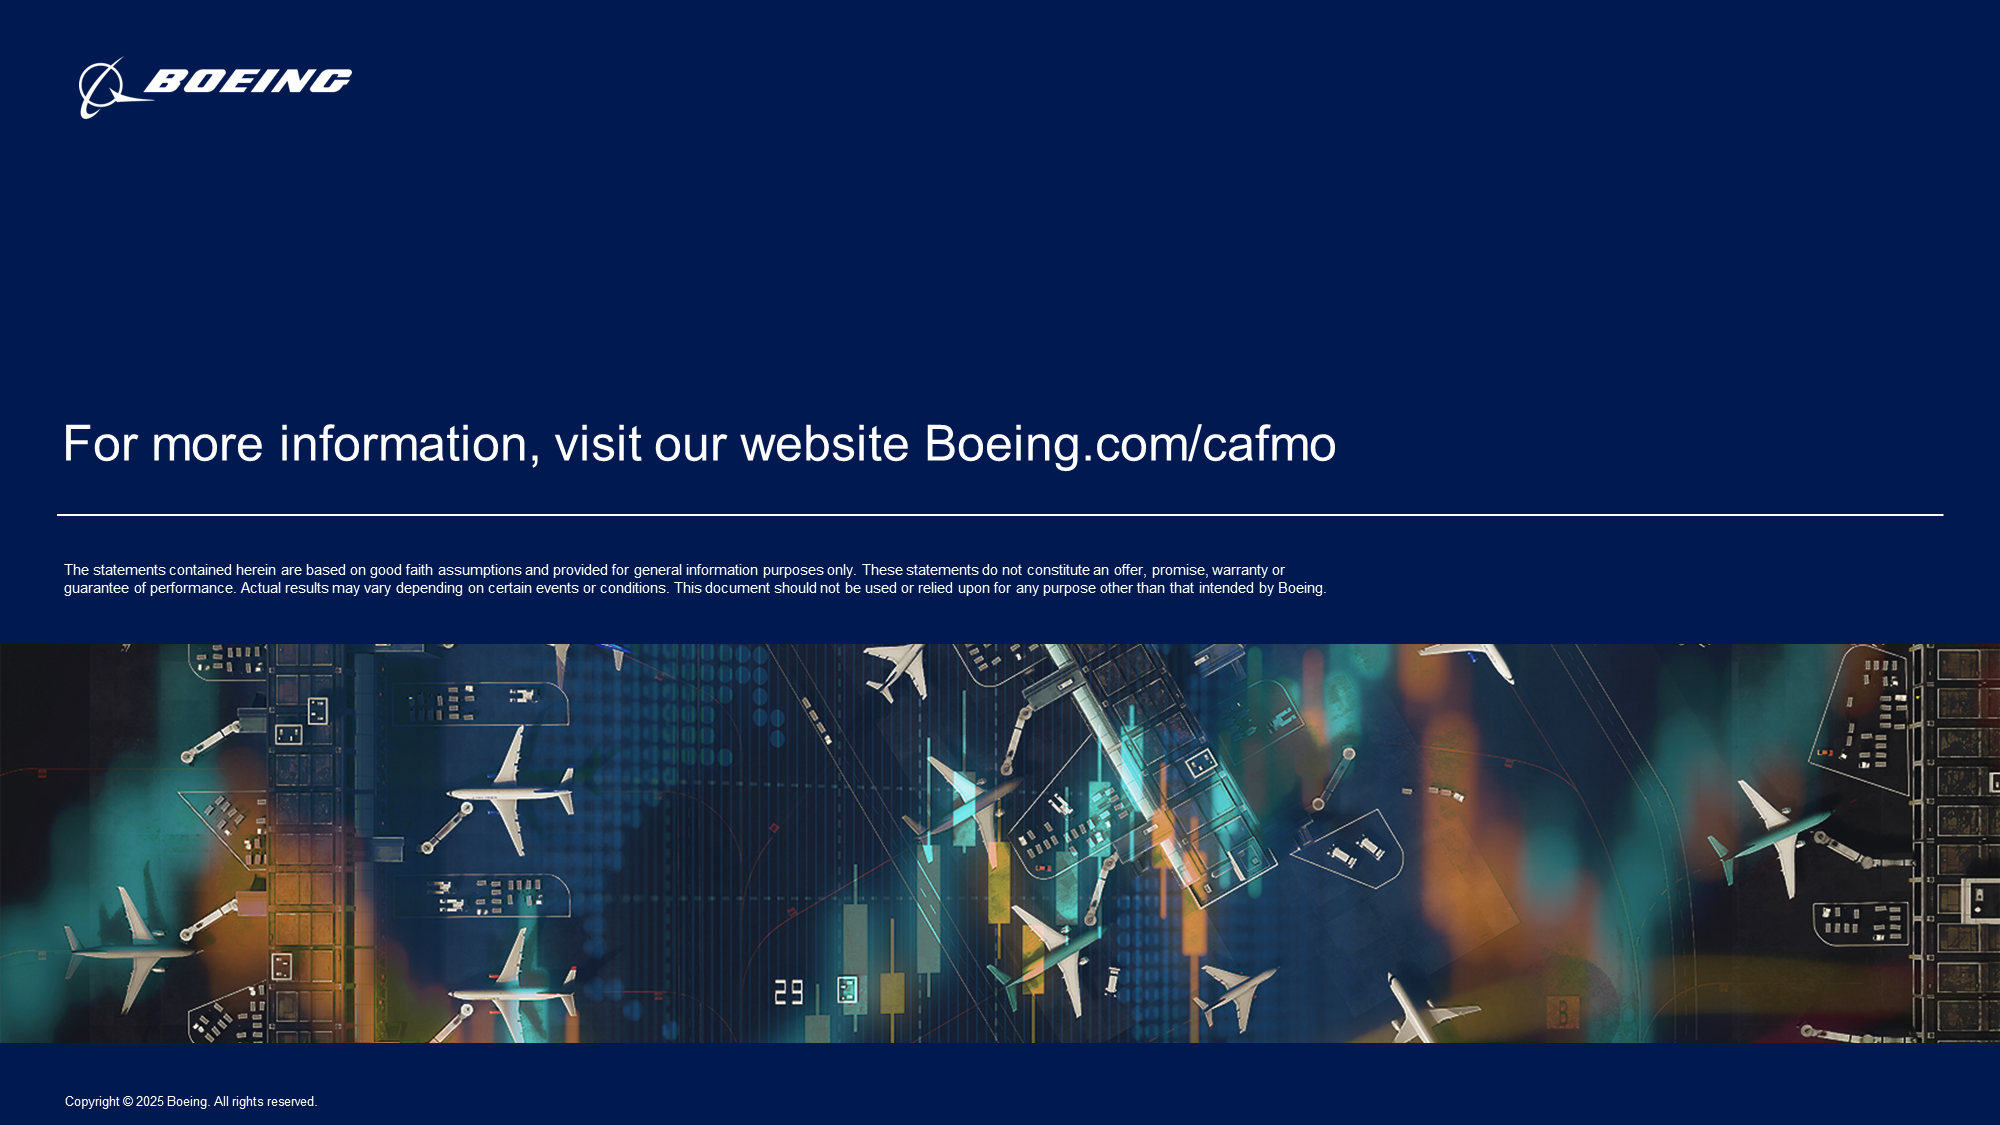 BOEING
For more information, visit our website Boeing.com/cafmo
The statements contained herein are based on good faith assumptions and provided for general information purposes only. These statements do not constitute an offer, promise, warranty or
guarantee of performance. Actual results may vary depending on certain events or conditions. This document should not be used or relied upon for any purpose other than that intended by Boeing.
29
B
Copyright © 2025 Boeing. All rights reserved.